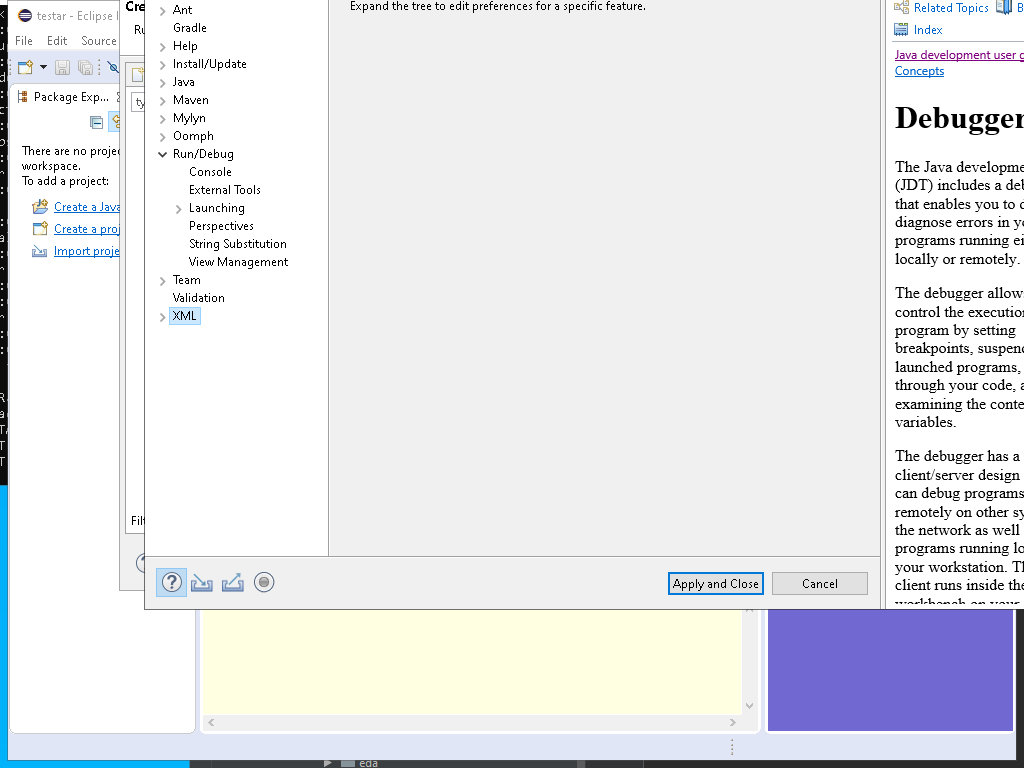 testar - Eclipse I
File Edit Source
Package Exp...
There are no
workspace.
To add a project:
Create a Java
Create a
Import
Cre
Ru
ty
Filt
Ant
Gradle
Help
Install/Update
Java
Maven
Mylyn
Oomph
Run/Debug
Console
External Tools
Launching
Perspectives
String Substitution
View Management
Team
Validation
XML
Expand the tree to edit preferences for a specific feature.
Apply and Close
Cancel
Related Topics B
Index
Java development user g
Concepts
Debugger
The Java developme
(JDT) includes a deb
that enables you to d
diagnose errors in yo
programs running ei
locally or remotely.
The debugger allows
control the execution
program by setting
breakpoints, suspend
launched programs,
through your code, a
examining the conte
variables.
The debugger has a
client/server design
can debug programs
remotely on other sy
the network as well
programs running lo
your workstation. Th
client runs inside the
workbench on your
eda